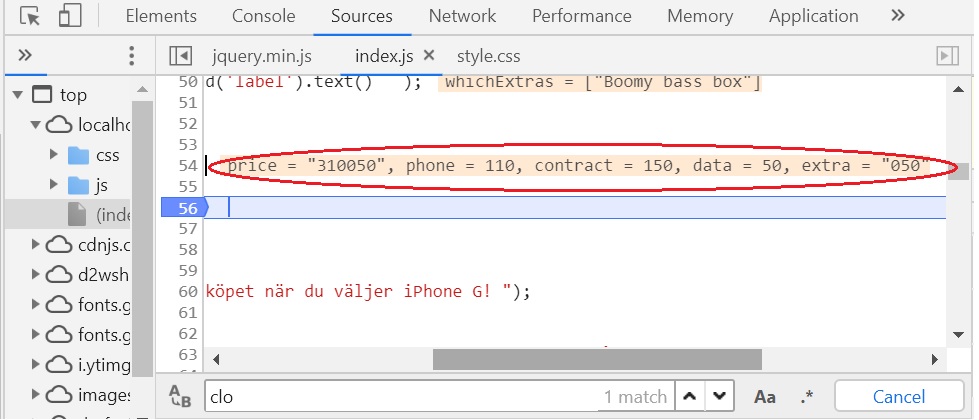 Elements Console Sources Network Performance Memory Application »
» jquery.min.js index.js × style.css
top
localho
css
js
(inde
cdnjs.c
d2wsh
fonts.g
fonts.g
i.ytimg
images
50 d('label').text() ); whichExtras = ["Boomy bass box"]
51
52
53
54 price = "310050", phone = 110, contract = 150, data = 50, extra = "050"
55
56
57
58
59
60 köpet när du väljer iPhone G! ");
61
62
63
64
clo 1 match Aa .* Cancel